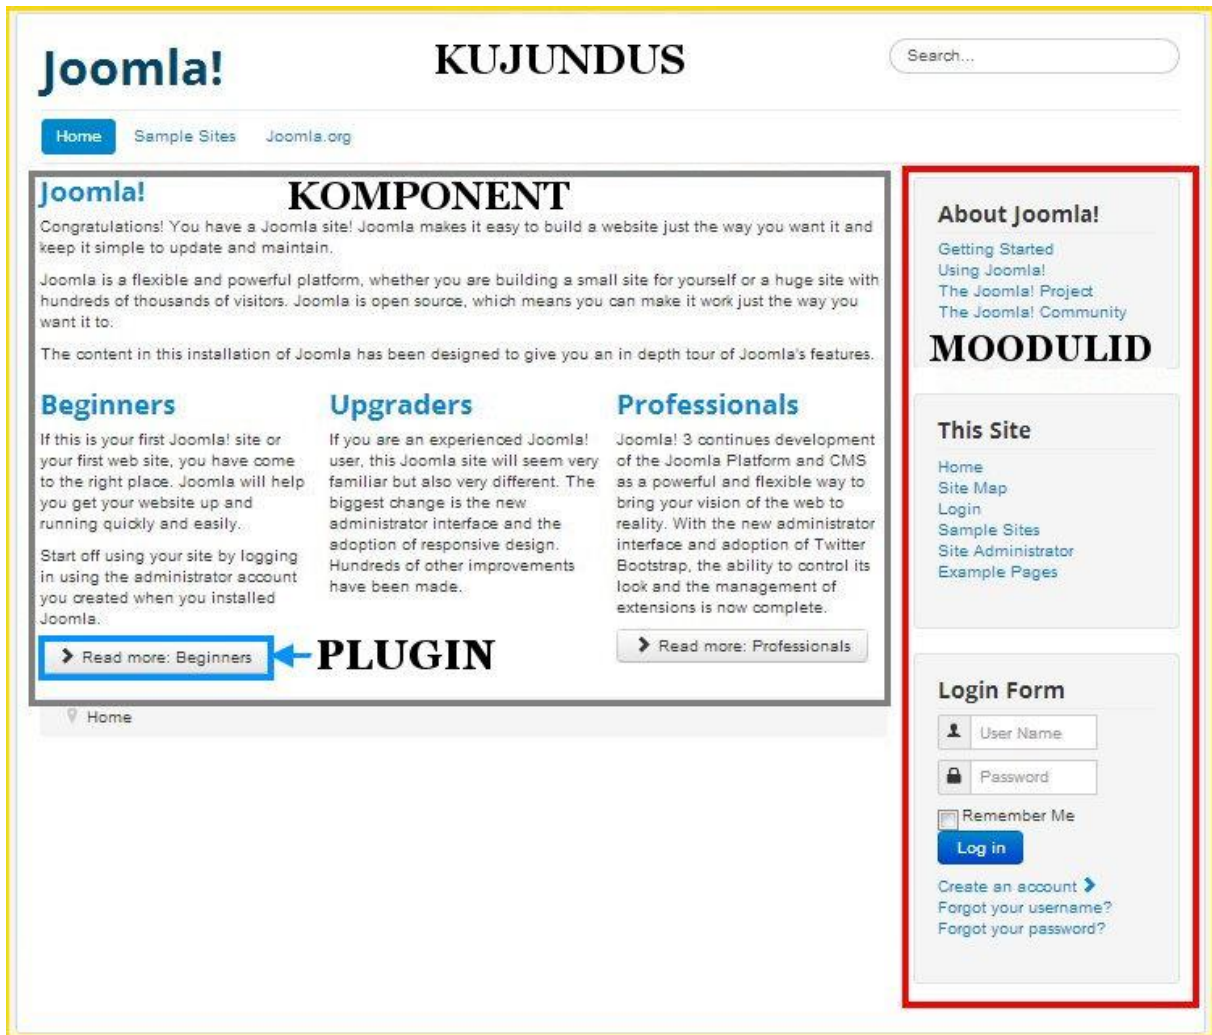 Joomla!
KUJUNDUS
Search...
Home
Sample Sites
Joomla.org
Joomla!
KOMPONENT
Congratulations! You have a Joomla site! Joomla makes it easy to build a website just the way you want it and
keep it simple to update and maintain.
Joomla is a flexible and powerful platform, whether you are building a small site for yourself or a huge site with
hundreds of thousands of visitors. Joomla is open source, which means you can make it work just the way you
want it to.
The content in this installation of Joomla has been designed to give you an in depth tour of Joomla's features.
Beginners
If this is your first Joomla! site or
your first web site, you have come
to the right place. Joomla will help
you get your website up and
running quickly and easily.
Start off using your site by logging
in using the administrator account
you created when you installed
Joomla.
Read more: Beginners
PLUGIN
Upgraders
If you are an experienced Joomla!
user, this Joomla site will seem very
familiar but also very different. The
biggest change is the new
administrator interface and the
adoption of responsive design.
Hundreds of other improvements
have been made.
Professionals
Joomla! 3 continues development
of the Joomla Platform and CMS
as a powerful and flexible way to
bring your vision of the web to
reality. With the new administrator
interface and adoption of Twitter
Bootstrap, the ability to control its
look and the management of
extensions is now complete.
Read more: Professionals
Home
About Joomla!
Getting Started
Using Joomla!
The Joomla! Project
The Joomla! Community
MOODULID
This Site
Home
Site Map
Login
Sample Sites
Site Administrator
Example Pages
Login Form
User Name
Password
Remember Me
Log in
Create an account
Forgot your username?
Forgot your password?